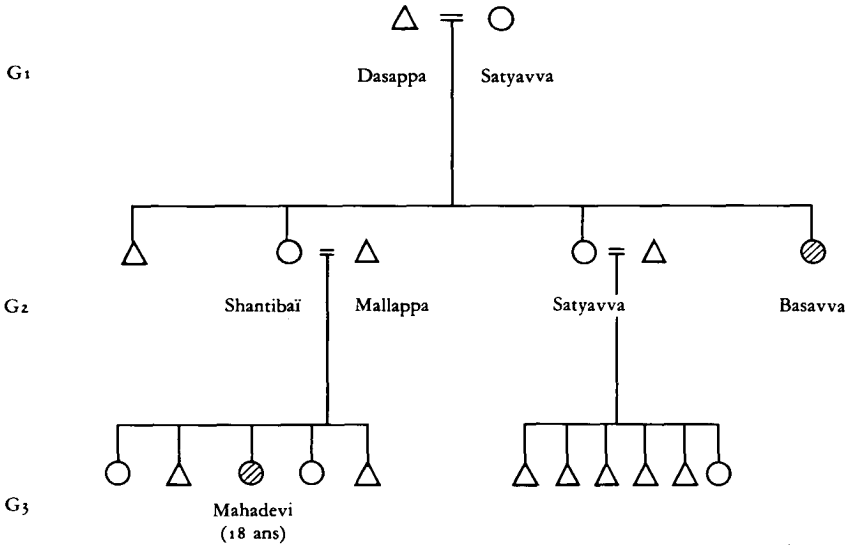 G1
Dasappa Satyavva
G2
Shantibaï Mallappa Satyavva Basavva
G3
Mahadevi
(18 ans)